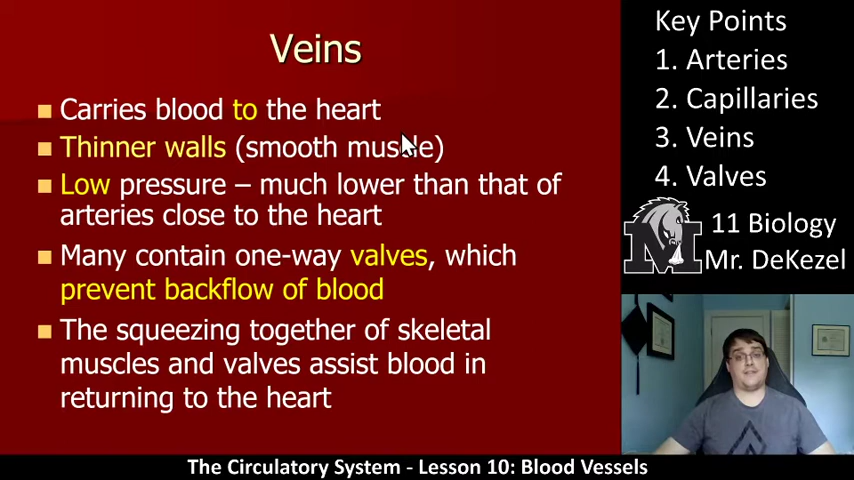 Veins
Carries blood to the heart
Thinner walls (smooth muscle)
Low pressure – much lower than that of
arteries close to the heart
Many contain one-way valves, which
prevent backflow of blood
The squeezing together of skeletal
muscles and valves assist blood in
returning to the heart
Key Points
1. Arteries
2. Capillaries
3. Veins
4. Valves
M
11 Biology
Mr. DeKezel
The Circulatory System - Lesson 10: Blood Vessels